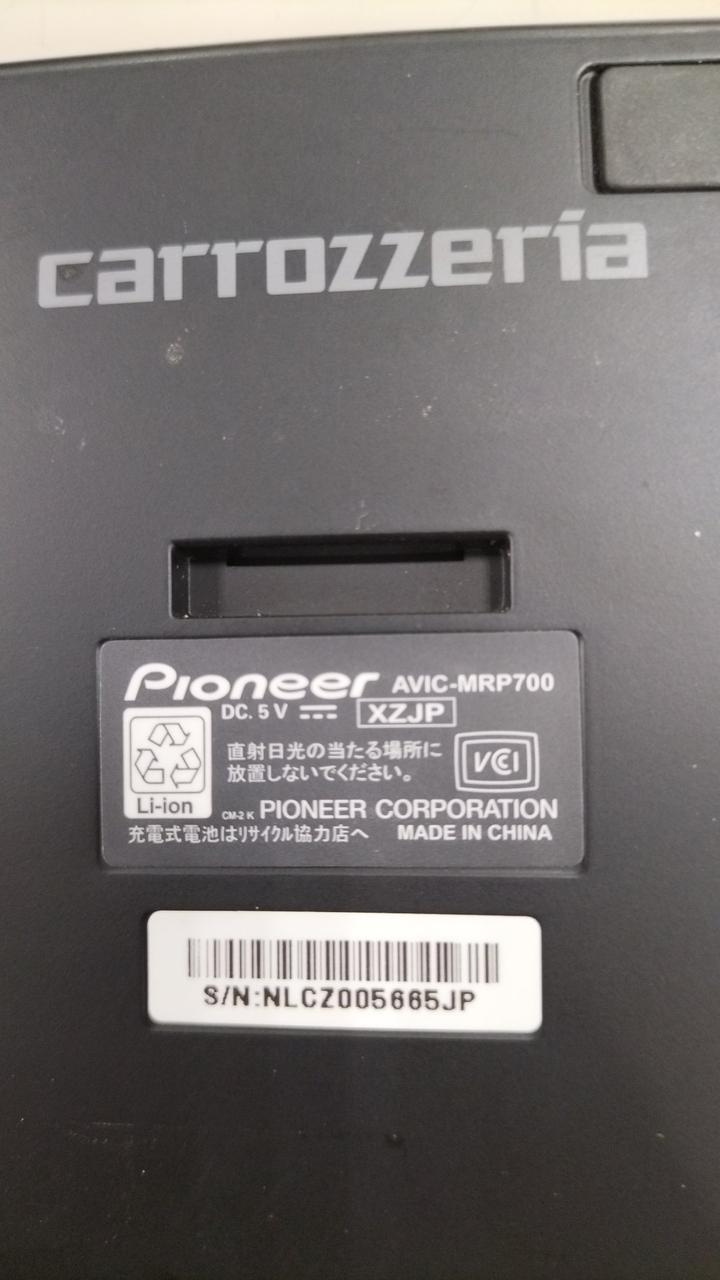 carrozzeria
Pioneer AVIC-MRP700
DC. 5 V XZJP
直射日光の当たる場所に
放置しないでください。
VCCI
Li-ion
CM-2 K PIONEER CORPORATION
充電式電池はリサイクル協力店へ MADE IN CHINA
S/N:NLCZ005665JP